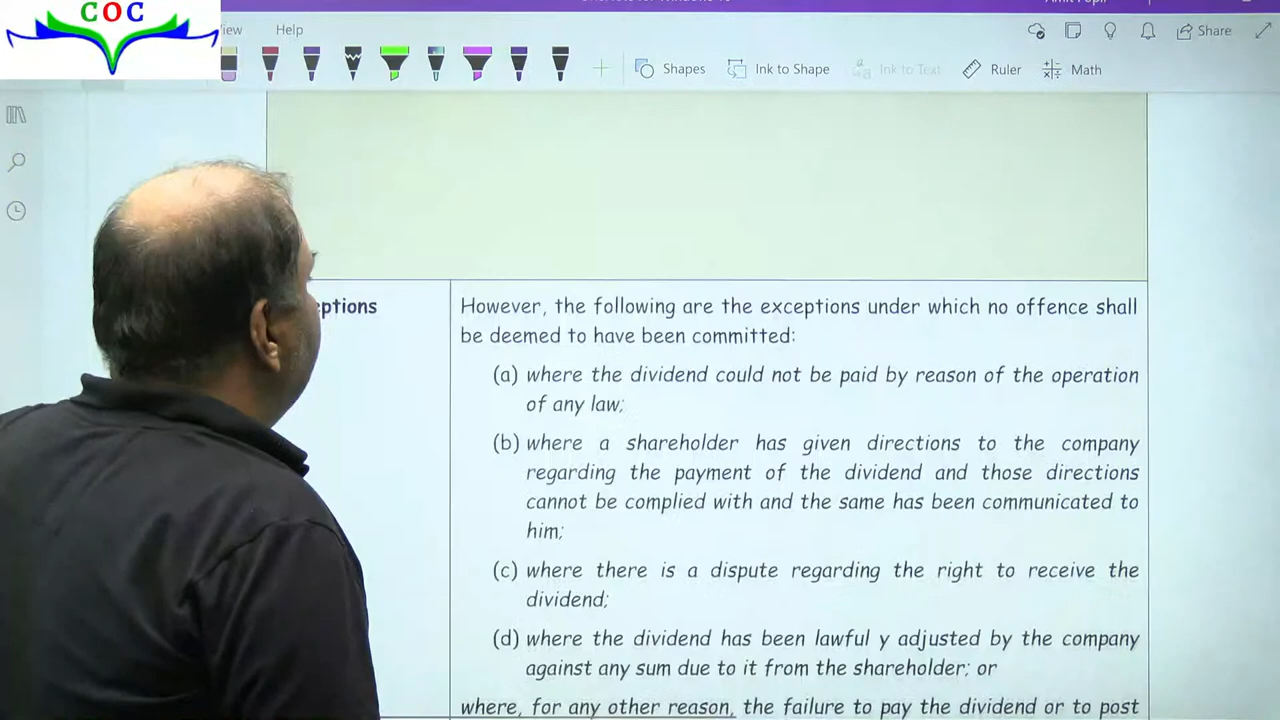 COC
iew
Help
Share
Shapes
Ink to Shape
Ink to Text
Ruler
Math
ptions
However, the following are the exceptions under which no offence shall
be deemed to have been committed:
(a) where the dividend could not be paid by reason of the operation
of any law;
(b) where a shareholder has given directions to the company
regarding the payment of the dividend and those directions
cannot be complied with and the same has been communicated to
him;
(c) where there is a dispute regarding the right to receive the
dividend;
(d) where the dividend has been lawful y adjusted by the company
against any sum due to it from the shareholder; or
where, for any other reason, the failure to pay the dividend or to post